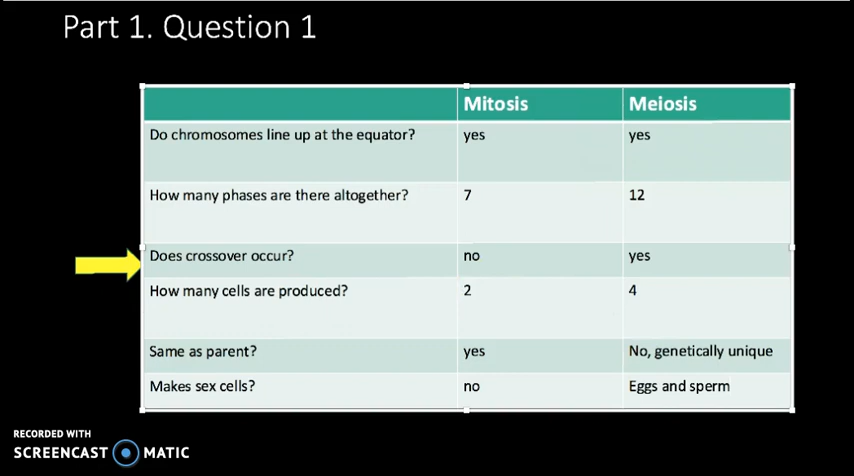 Part 1. Question 1
Mitosis Meiosis
Do chromosomes line up at the equator? yes yes
How many phases are there altogether? 7 12
Does crossover occur? no yes
How many cells are produced? 2 4
Same as parent? yes No, genetically unique
Makes sex cells? no Eggs and sperm
RECORDED WITH
SCREENCAST MATIC